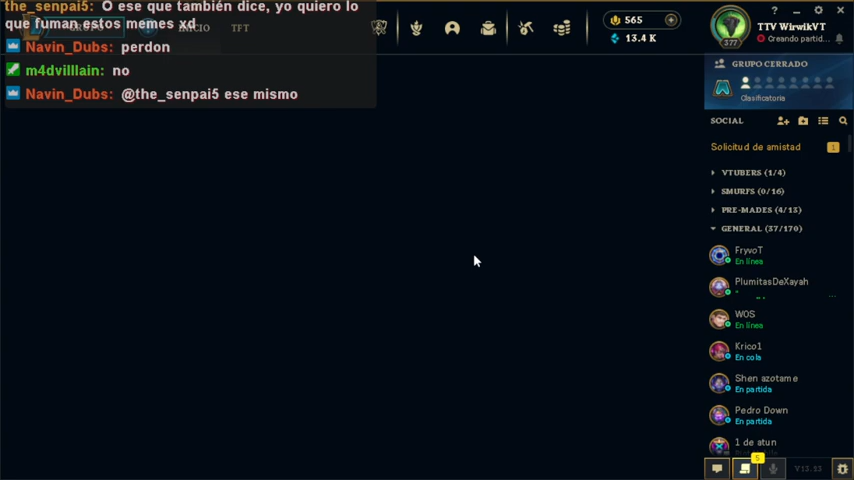 the_senpai5: O ese que también dice, yo quiero lo
que fuman estos memes xd
Navin_Dubs: perdon
m4dvilllain: no
Navin_Dubs: @the_senpai5 ese mismo
INICIO
TFT
565
13.4 K
377
TTV WirwikVT
Creando partid...
GRUPO CERRADO
Clasificatoria
SOCIAL
Solicitud de amistad
1
VTUBERS (1/4)
SMURFS (0/16)
PRE-MADES (4/13)
GENERAL (37/170)
FryvoT
En línea
PlumitasDeXayah
...
WOS
En línea
Krico1
En cola
Shen azotame
En partida
Pedro Down
En partida
1 de atun
5
V13.23